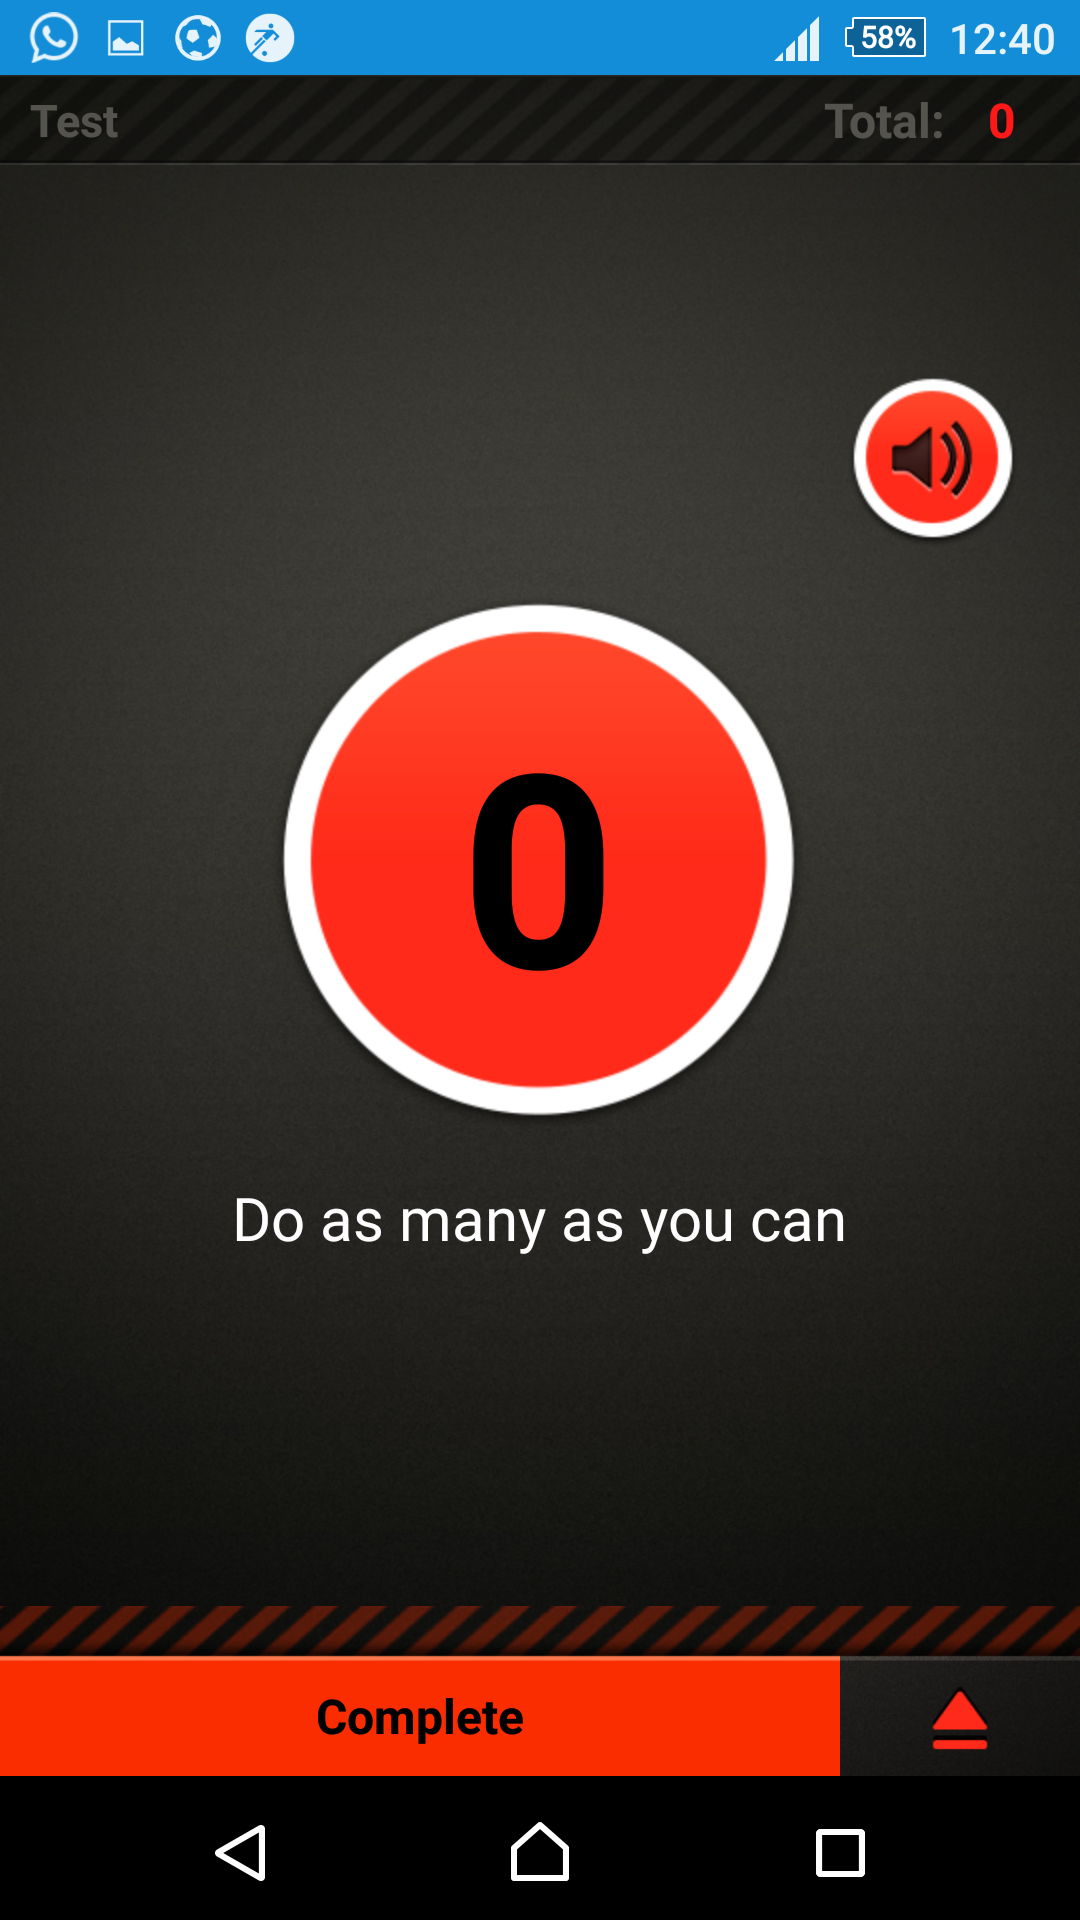 58% 12:40
Test Total: 0
0
Do as many as you can
Complete